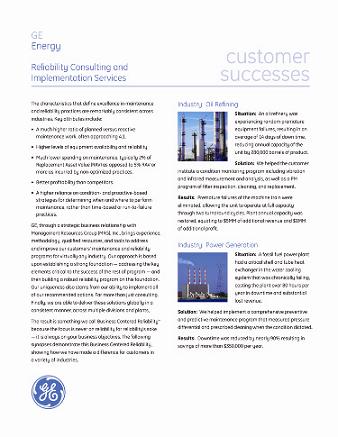 GE
Energy
customer
successes
Reliability Consulting and
Implementation Services
The characteristics that define excellence in maintenance
and reliability practices are remarkably consistent across
industries. Key attributes include:
• A much higher ratio of planned versus reactive
maintenance work, often approaching 4:1.
• Higher levels of equipment availability and reliability
• Much lower spending on maintenance, typically 2% of
Replacement Asset Value (RAV) as opposed to 5% RAV or
more as incurred by non-optimized practices.
• Better profitability than competitors
• A higher reliance on condition- and proactive-based
strategies for determining when and where to perform
maintenance, rather than time-based or run-to-failure
practices.
GE, through a strategic business relationship with
Management Resources Group (MRG), Inc., brings experience,
methodology, qualified resources, and tools to address
and improve our customers' maintenance and reliability
programs for virtually any industry. Our approach is based
upon establishing a strong foundation — addressing the key
elements critical to the success of the rest of program — and
then building a robust reliability program on the foundation.
Our uniqueness also stems from our ability to implement all
of our recommended actions. Far more than just consulting.
Finally, we are able to deliver these solutions globally in a
consistent manner, across multiple divisions and plants.
The result is something we call Business Centered Reliability™
because the focus is never on reliability for reliability's sake
— it is always on your business objectives. The following
synopses demonstrate this Business Centered Reliability,
showing how we have made a difference for customers in
a variety of industries.
Industry: Oil Refining
Situation: An oil refinery was
experiencing random premature
equipment failures, resulting in an
average of 14 days of down time,
reducing annual capacity of the
unit by 230,000 barrels of product.
Solution: We helped the customer
institute a condition monitoring program including vibration
and infrared measurement and analysis, as well as a PM
program of filter inspection, cleaning, and replacement.
Results: Premature failures of the machine train were
eliminated, allowing the unit to operate at full capacity
through two turnaround cycles. Plant annual capacity was
restored, equal to $8MM of additional revenue and $3MM
of additional profit.
Industry: Power Generation
Situation: A fossil fuel power plant
had a critical shell and tube heat
exchanger in the water cooling
system that was chronically failing,
costing the plant over 30 hours per
year in downtime and substantial
lost revenue.
Solution: We helped implement a comprehensive preventive
and predictive maintenance program that measured pressure
differential and prescribed cleaning when the condition dictated.
Results: Downtime was reduced by nearly 90% resulting in
savings of more than $350,000 per year.